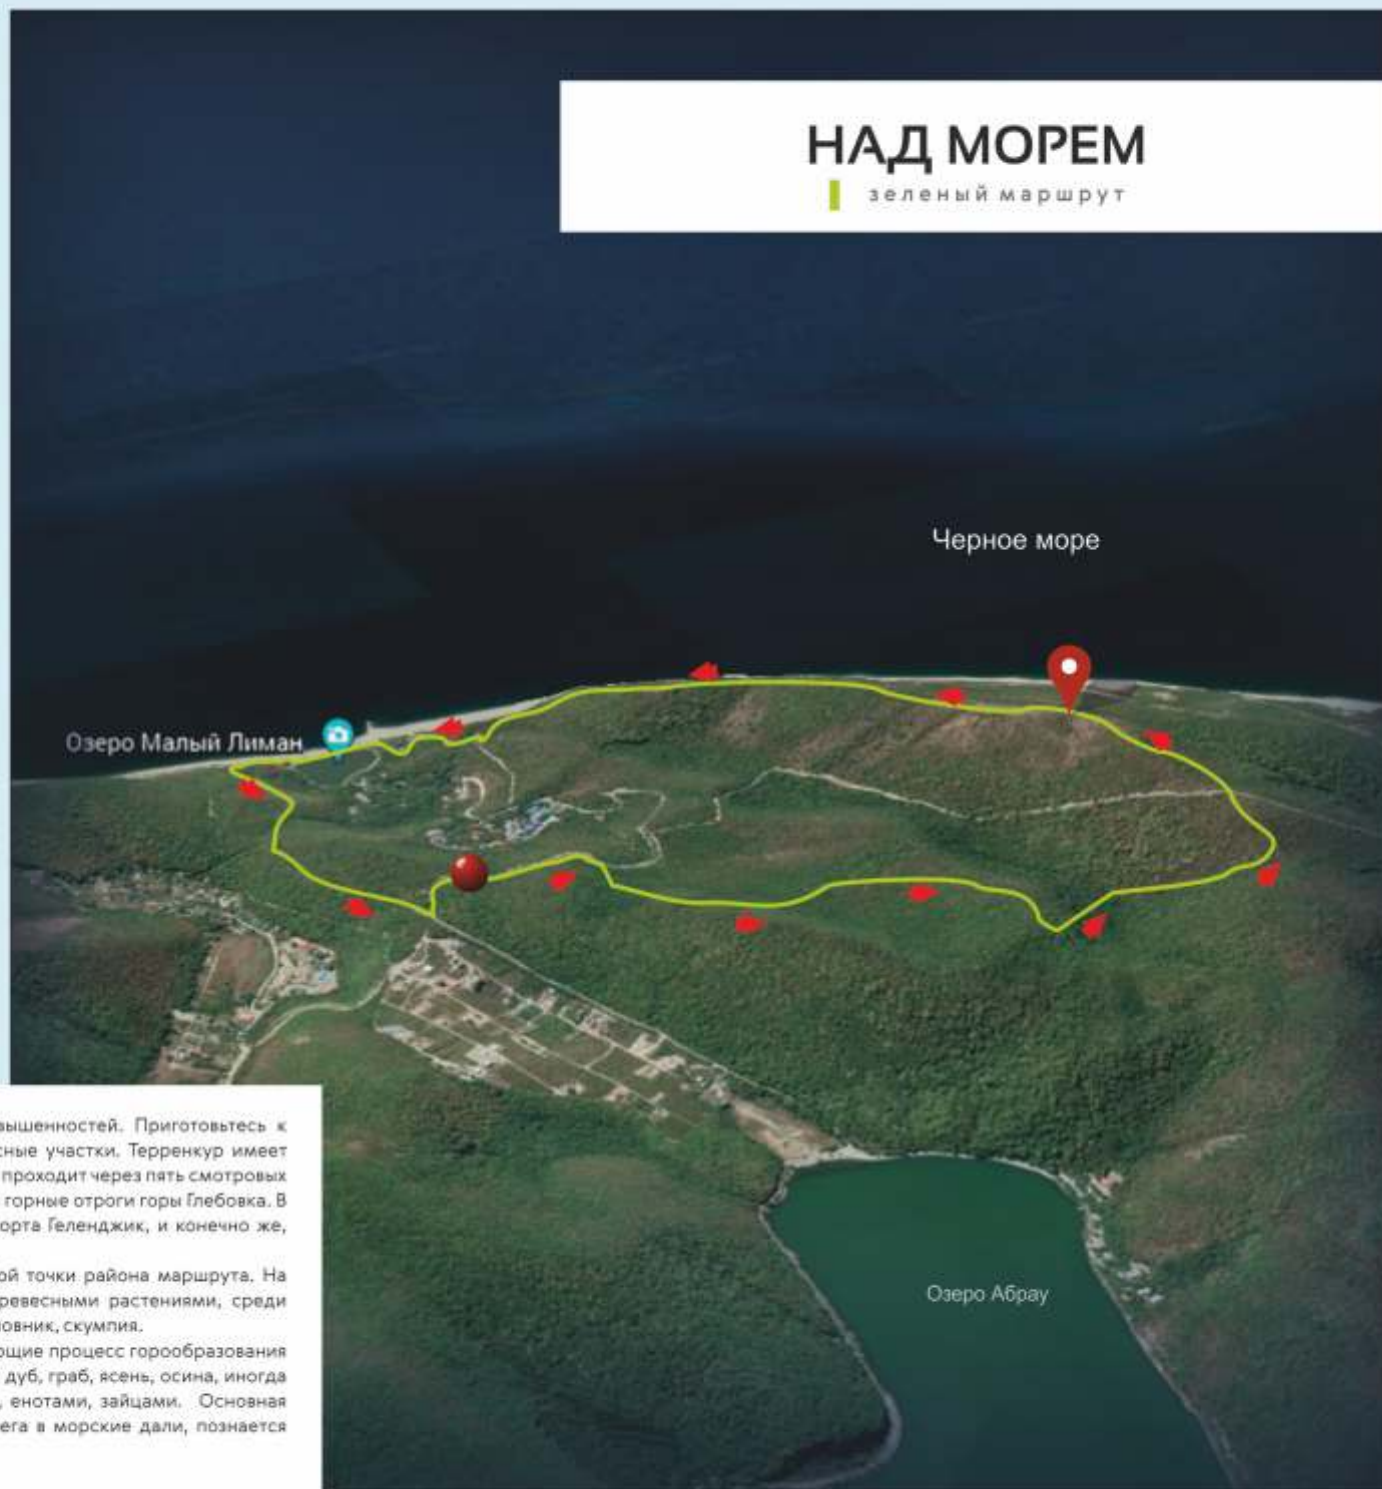 НАД МОРЕМ
зеленый маршрут
Черное море
Озеро Малый Лиман
Озеро Абрау
вышенностей. Приготовьтесь к
сные участки. Терренкур имеет
проходит через пять смотровых
горные отроги горы Глебовка. В
орта Геленджик, и конечно же,
ой точки района маршрута. На
ревесными растениями, среди
овник, скумпия.
ющие процесс горообразования
дуб, граб, ясень, осина, иногда
, енотами, зайцами. Основная
ега в морские дали, познается